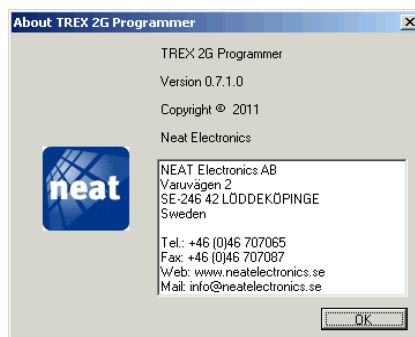 About TREX 2G Programmer
TREX 2G Programmer
Version 0.7.1.0
Copyright © 2011
Neat Electronics
neat
NEAT Electronics AB
Varuvägen 2
SE-246 42 LÖDDEKÖPINGE
Sweden
Tel.: +46 (0)46 707065
Fax: +46 (0)46 707087
Web: www.neatelectronics.se
Mail: info@neatelectronics.se
OK